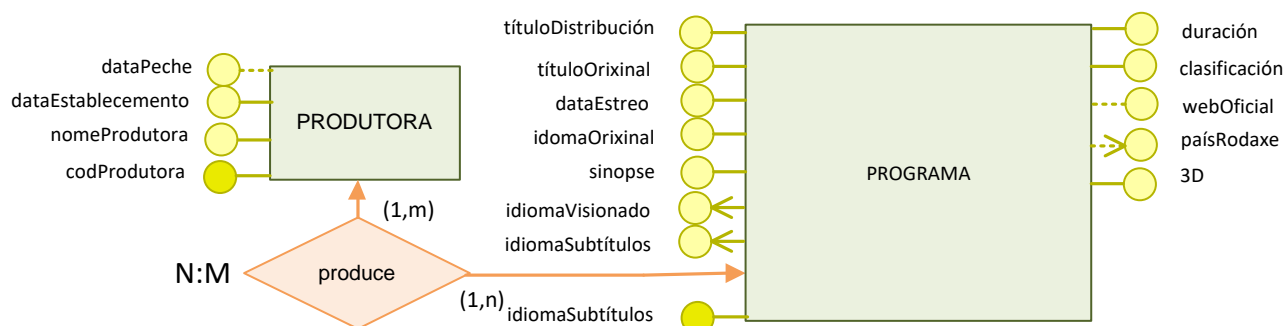 dataPeche
dataEstablecemento
nomeProdutora
codProdutora
PRODUTORA
(1,m)
N:M
produce
(1,n)
títuloDistribución
títuloOrixinal
dataEstreo
idomaOrixinal
sinopse
idiomaVisionado
idiomaSubtítulos
idiomaSubtítulos
PROGRAMA
duración
clasificación
webOficial
paísRodaxe
3D